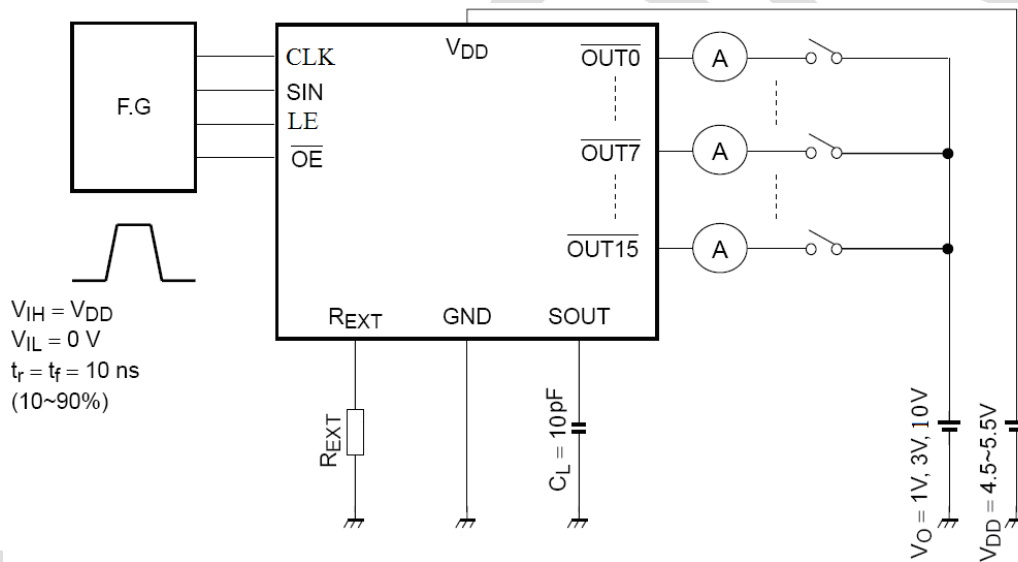 F.G
CLK
SIN
LE
OE
VDD
OUT0
OUT7
OUT15
A
A
A
REXT
GND
SOUT
VIH = VDD
VIL = 0 V
tr = tf = 10 ns
(10~90%)
REXT
CL = 10pF
VO = 1V, 3V, 10V
VDD = 4.5~5.5V